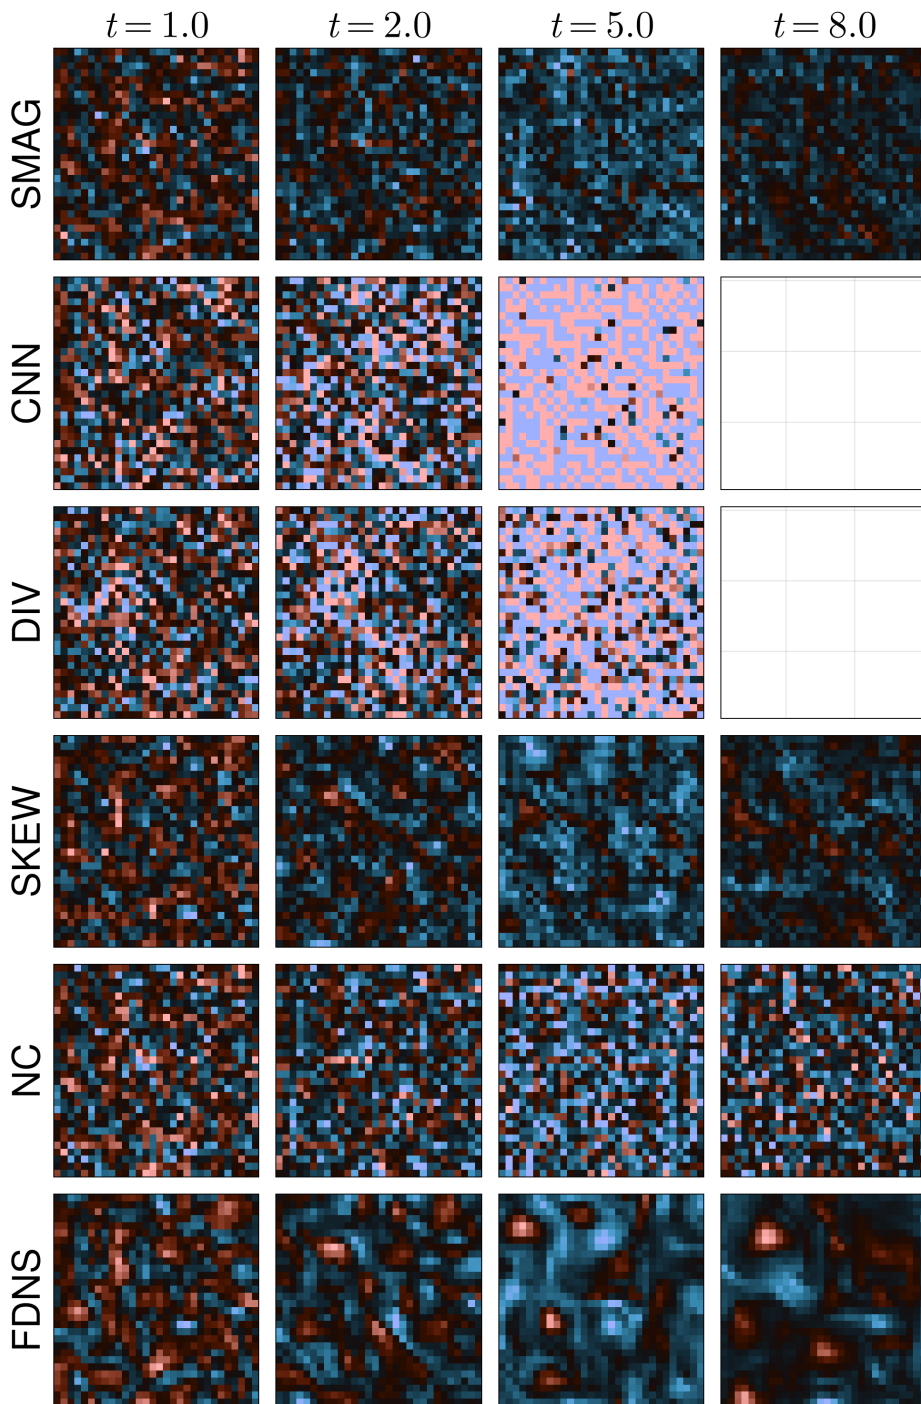 t = 1.0 t = 2.0 t = 5.0 t = 8.0
SMAG
CNN
DIV
SKEW
NC
FDNS